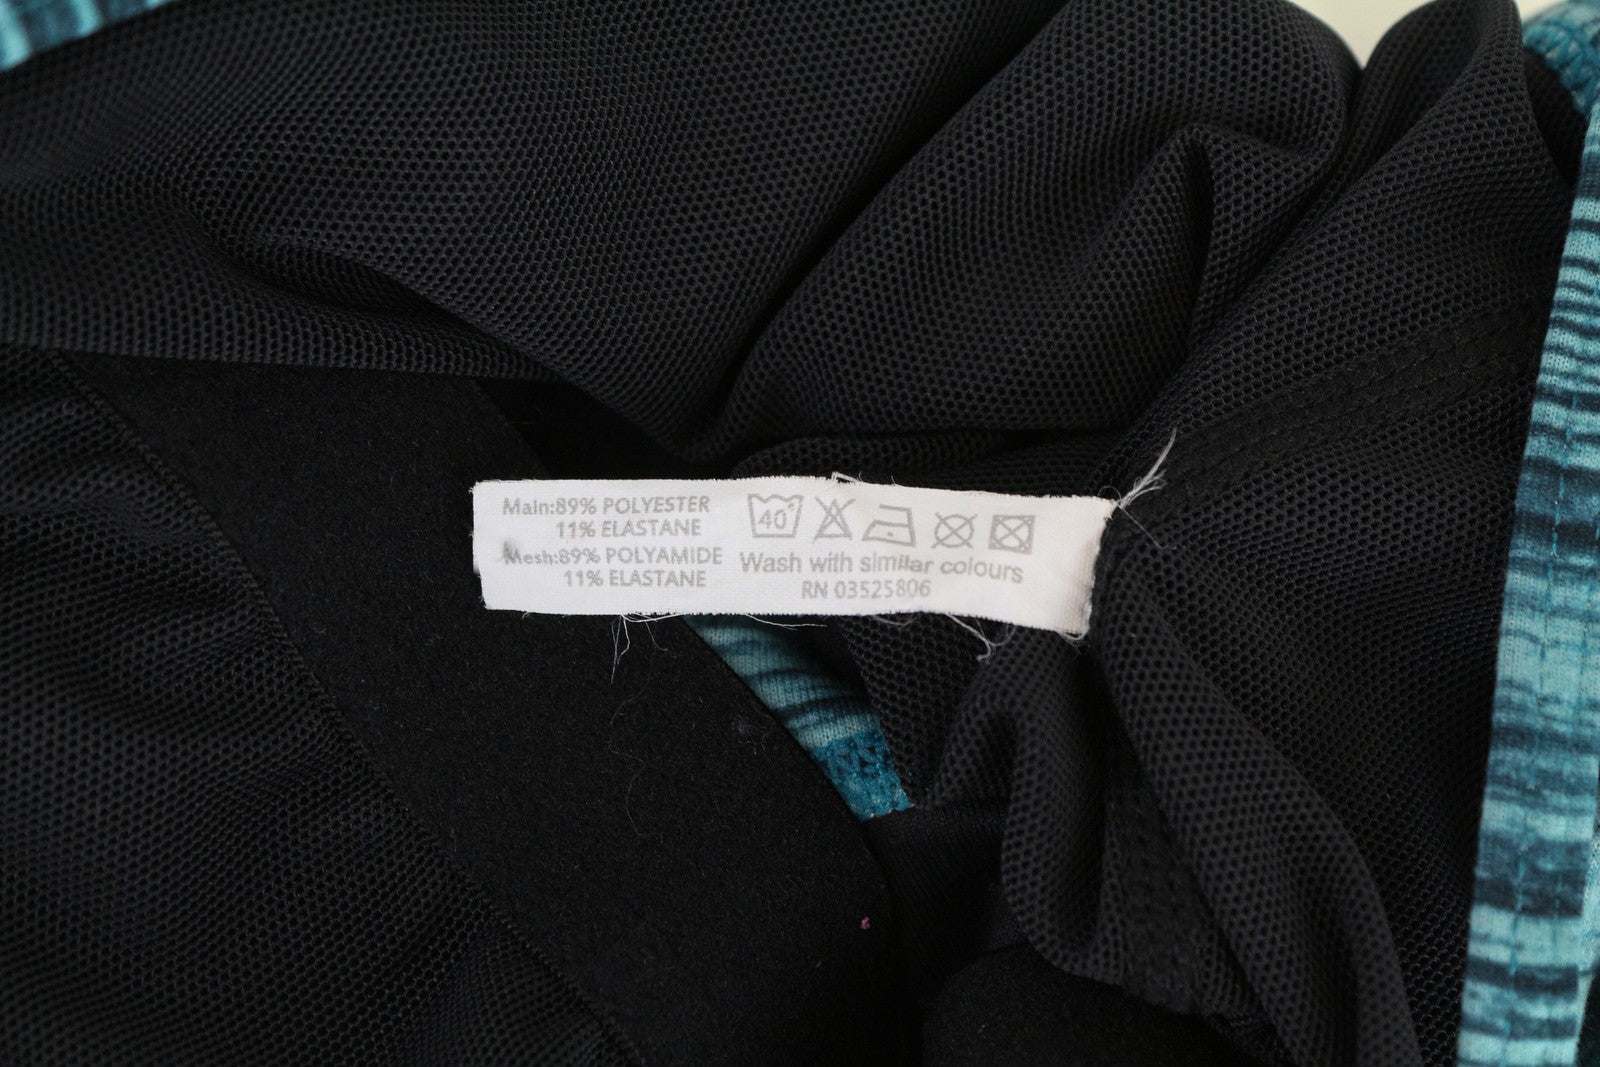 Main:89% POLYESTER
11% ELASTANE
Mesh:89% POLYAMIDE
11% ELASTANE
40°
Wash with similar colours
RN 03525806